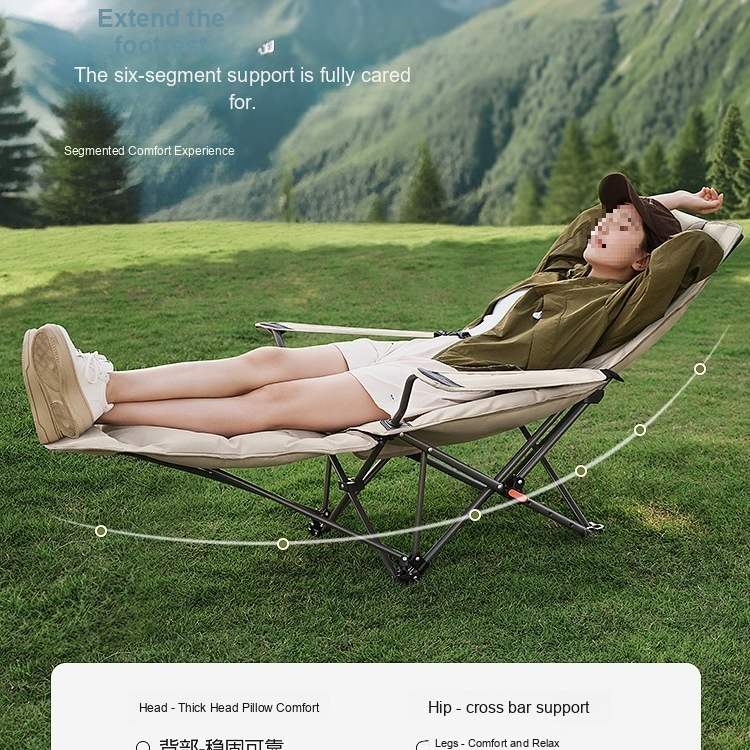 Extend the
footrest
The six-segment support is fully cared
for.
Segmented Comfort Experience
Head - Thick Head Pillow Comfort
Hip - cross bar support
背部-稳固可靠
Legs - Comfort and Relax